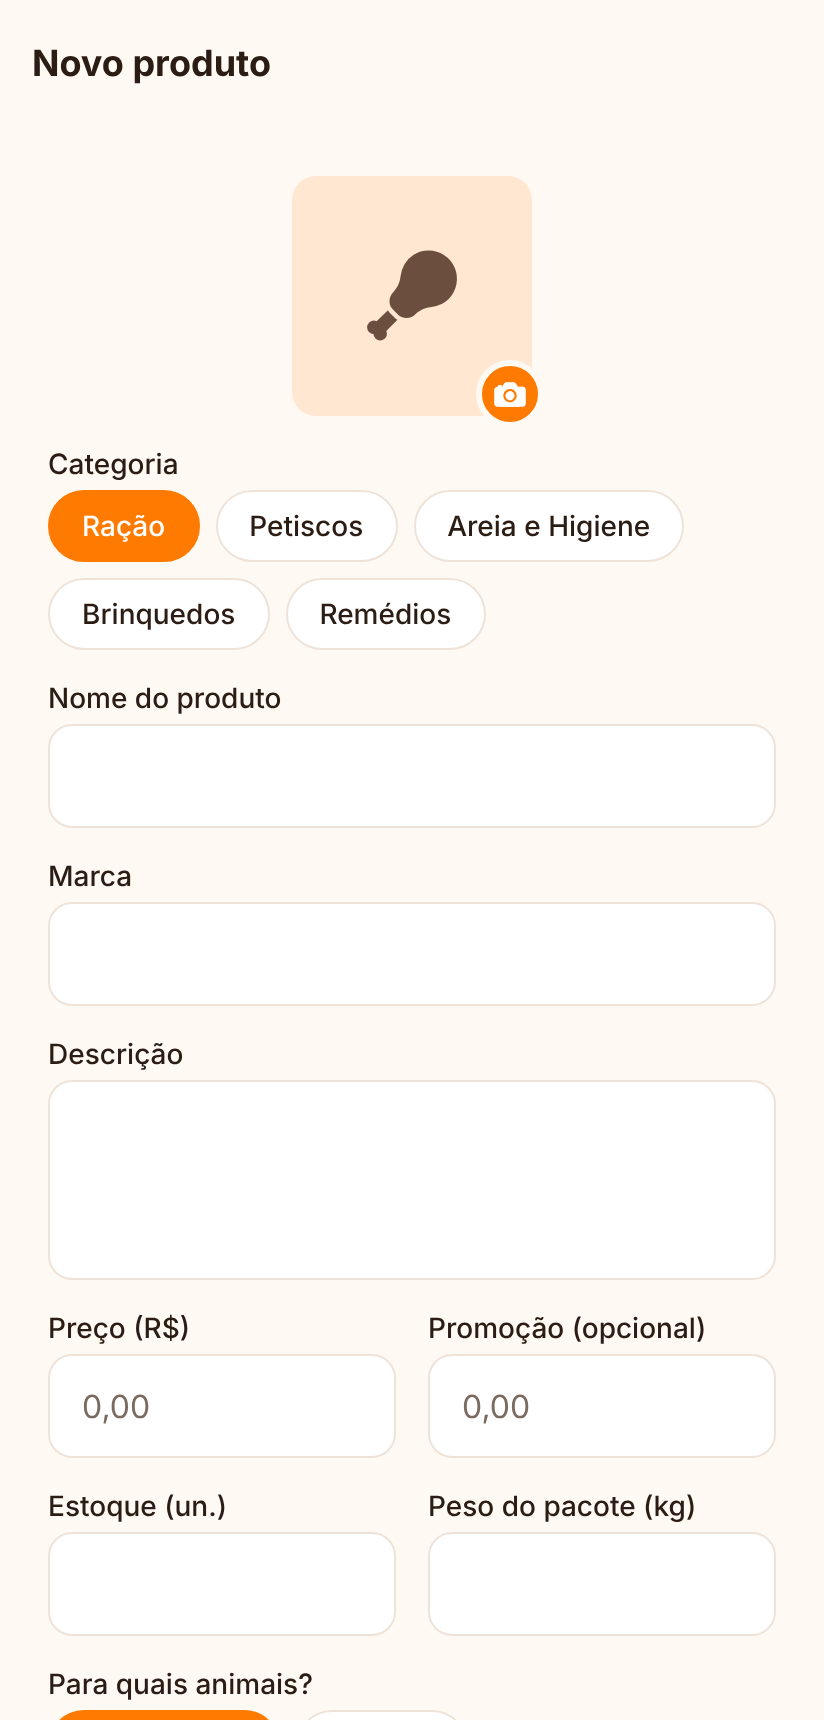 Novo produto
Categoria
Ração Petiscos Areia e Higiene
Brinquedos Remédios
Nome do produto
Marca
Descrição
Preço (R$) Promoção (opcional)
0,00 0,00
Estoque (un.) Peso do pacote (kg)
Para quais animais?